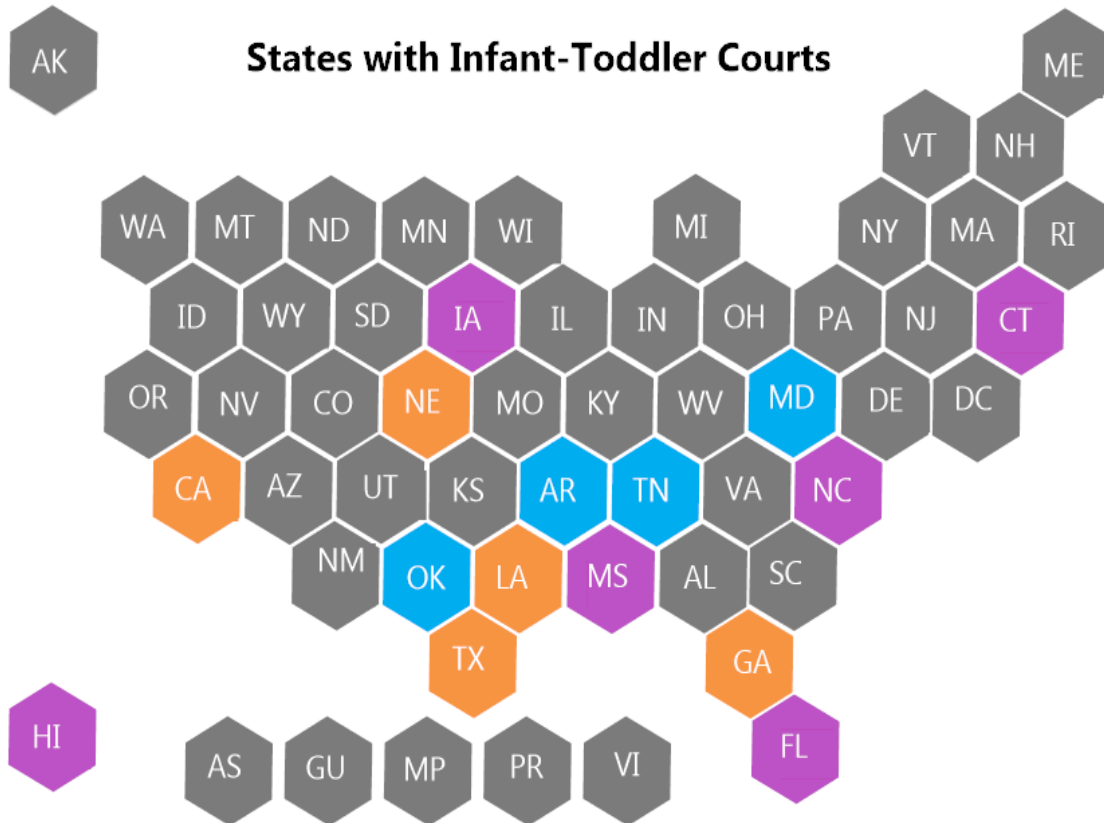 AK
States with Infant-Toddler Courts
ME
VT NH
WA MT ND MN WI MI NY MA RI
ID WY SD IA IL IN OH PA NJ CT
OR NV CO NE MO KY WV MD DE DC
CA AZ UT KS AR TN VA NC
NM OK LA MS AL SC
TX GA
HI FL
AS GU MP PR VI